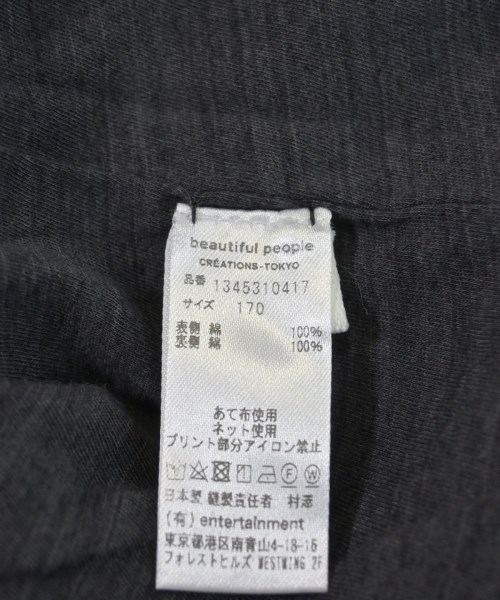 beautiful people
CRÉATIONS-TOKYO
品番 1345310417
サイズ 170
表側 綿 100%
裏側 綿 100%
あて布使用
ネット使用
プリント部分アイロン禁止
F W
日本製 縫製責任者 村添
(有) entertainment
東京都港区南青山4-18-16
フォレストヒルズ WESTWING 2F